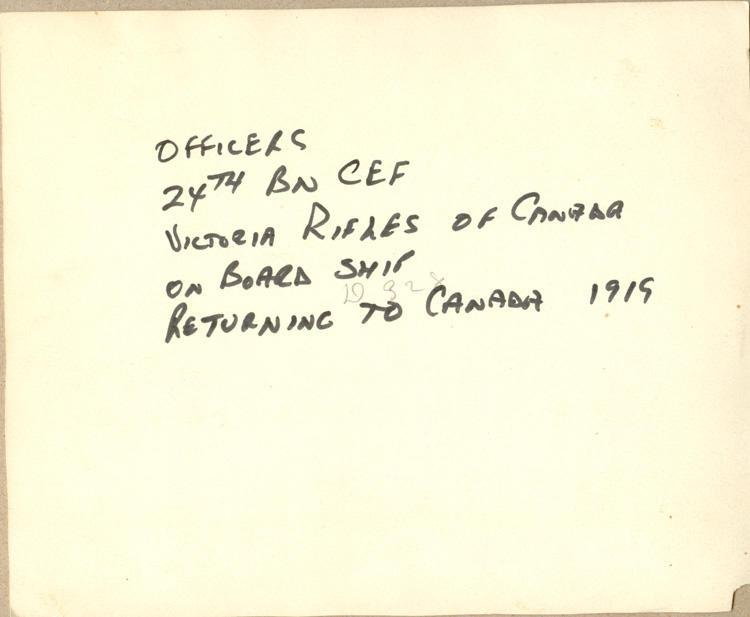 OFFICERS
24TH BN CEF
VICTORIA RIFLES OF CANADA
ON BOARD SHIP
RETURNING TO CANADA 1919